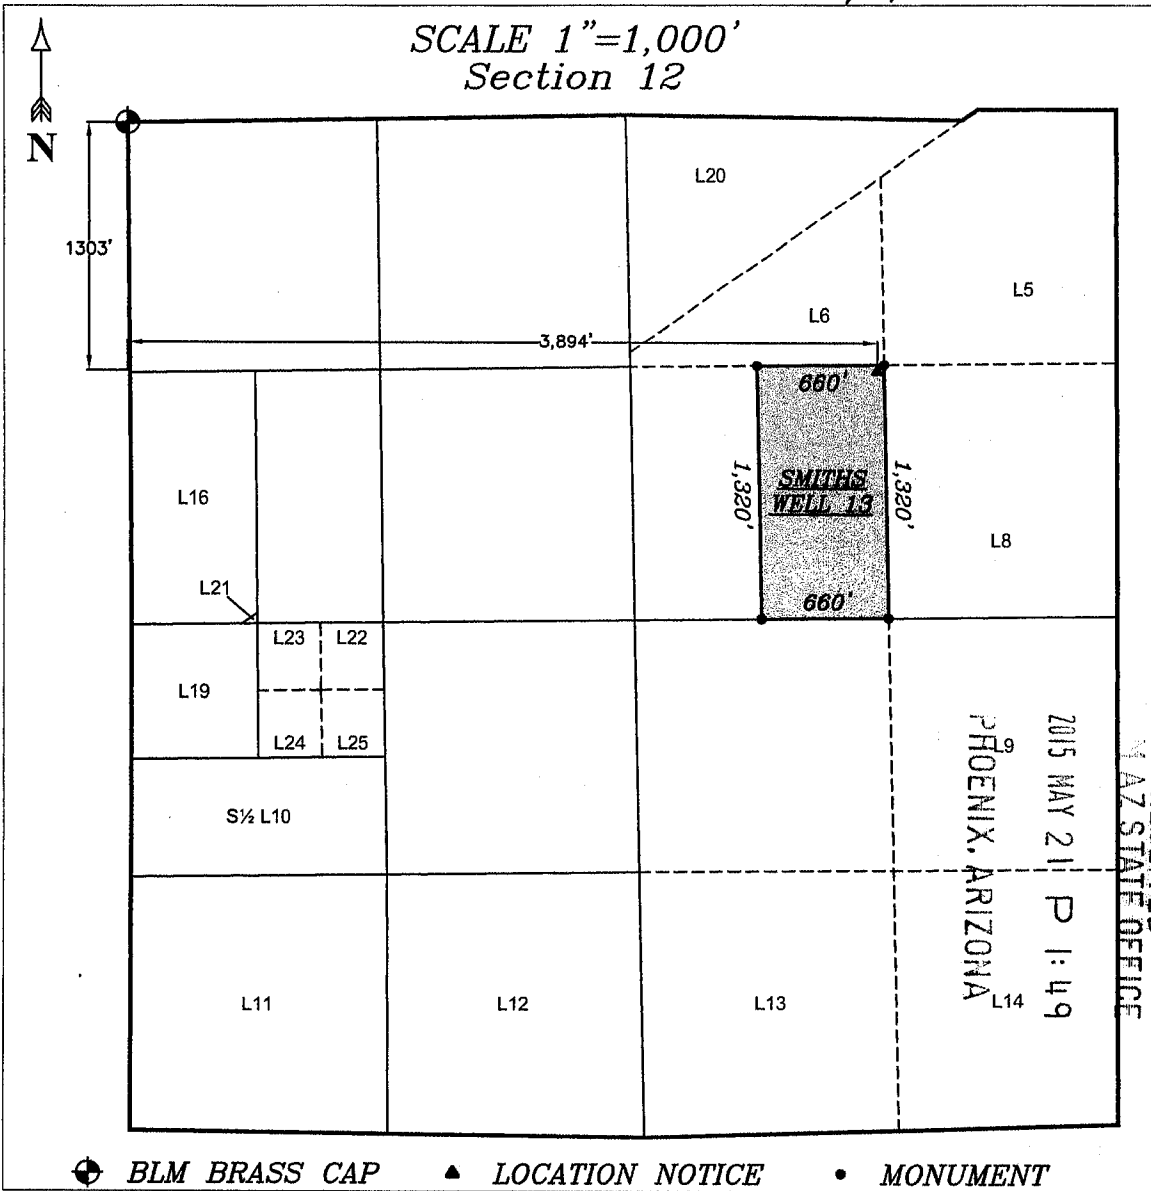 SCALE 1"=1,000'
Section 12
N
L20
1303'
L5
L6
3,894'
660'
L16
1,320'
SMITHS
WELL 13
1,320'
L8
L21
660'
L23
L22
L19
L9
L24
L25
S½ L10
PHOENIX, ARIZONA
2015 MAY 21 P 1:49
AZ STATE OFFICE
L11
L12
L13
L14
BLM BRASS CAP
LOCATION NOTICE
MONUMENT